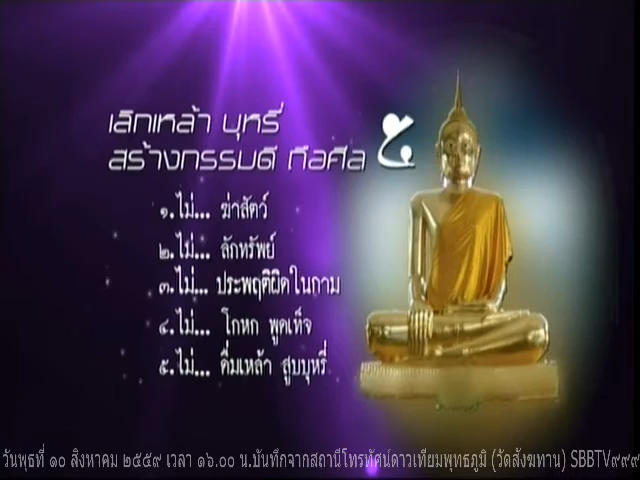 เลิกเหล้า บุหรี่
สร้างกรรมดี ถือศีล ๕
๑.ไม่... ฆ่าสัตว์
๒.ไม่... ลักทรัพย์
๓.ไม่... ประพฤติผิดในกาม
๔.ไม่... โกหก พูดเท็จ
๕.ไม่... ดื่มเหล้า สูบบุหรี่
วันพุธที่ ๑๐ สิงหาคม ๒๕๕๙ เวลา ๑๖.๐๐ น.บันทึกจากสถานีโทรทัศน์ดาวเทียมพุทธภูมิ (วัดสังฆทาน) SBBTV๙๙๙